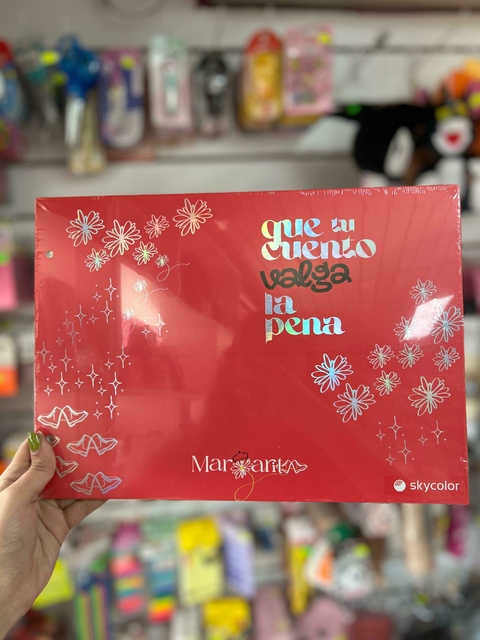 que tu
cuento
valga
la
pena
Margarita
skycolor